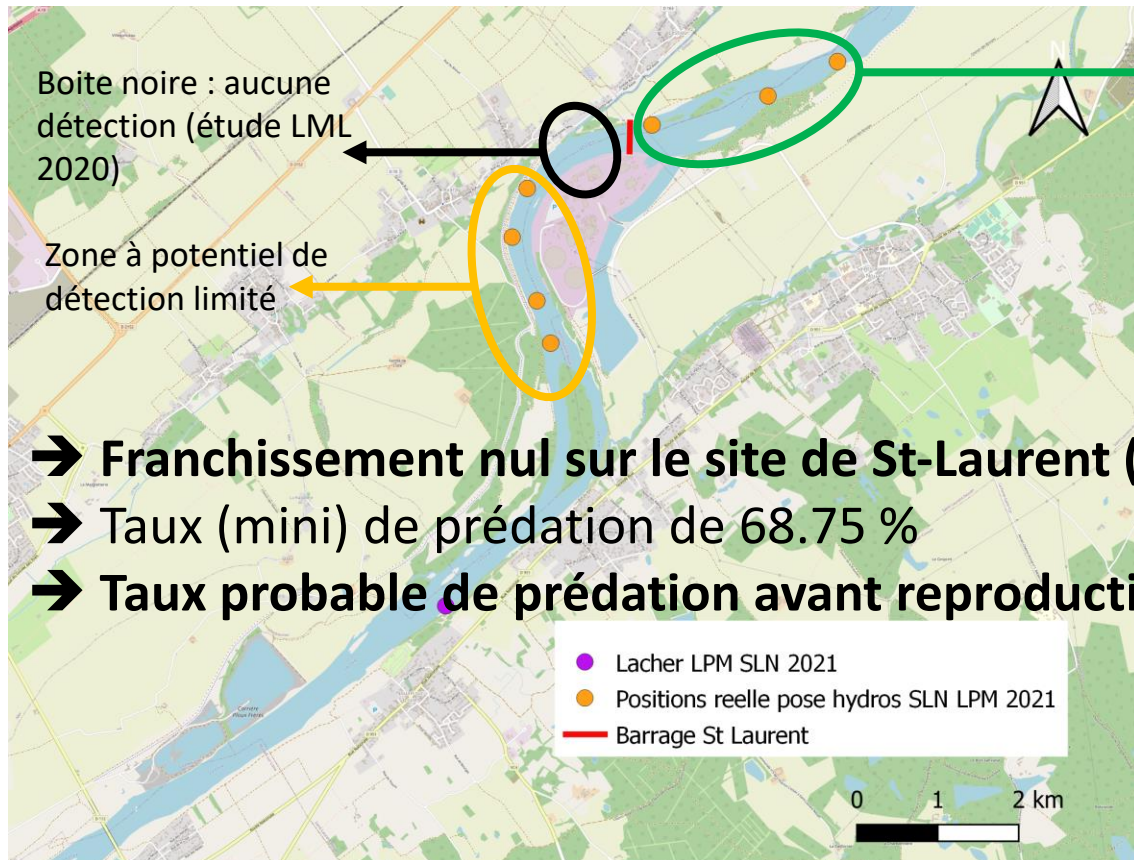 Boite noire : aucune
détection (étude LML
2020)
N
Zone à potentiel de
détection limité
➔ Franchissement nul sur le site de St-Laurent (
➔ Taux (mini) de prédation de 68.75 %
➔ Taux probable de prédation avant reproducti
Lacher LPM SLN 2021
Positions reelle pose hydros SLN LPM 2021
Barrage St Laurent
0 1 2 km